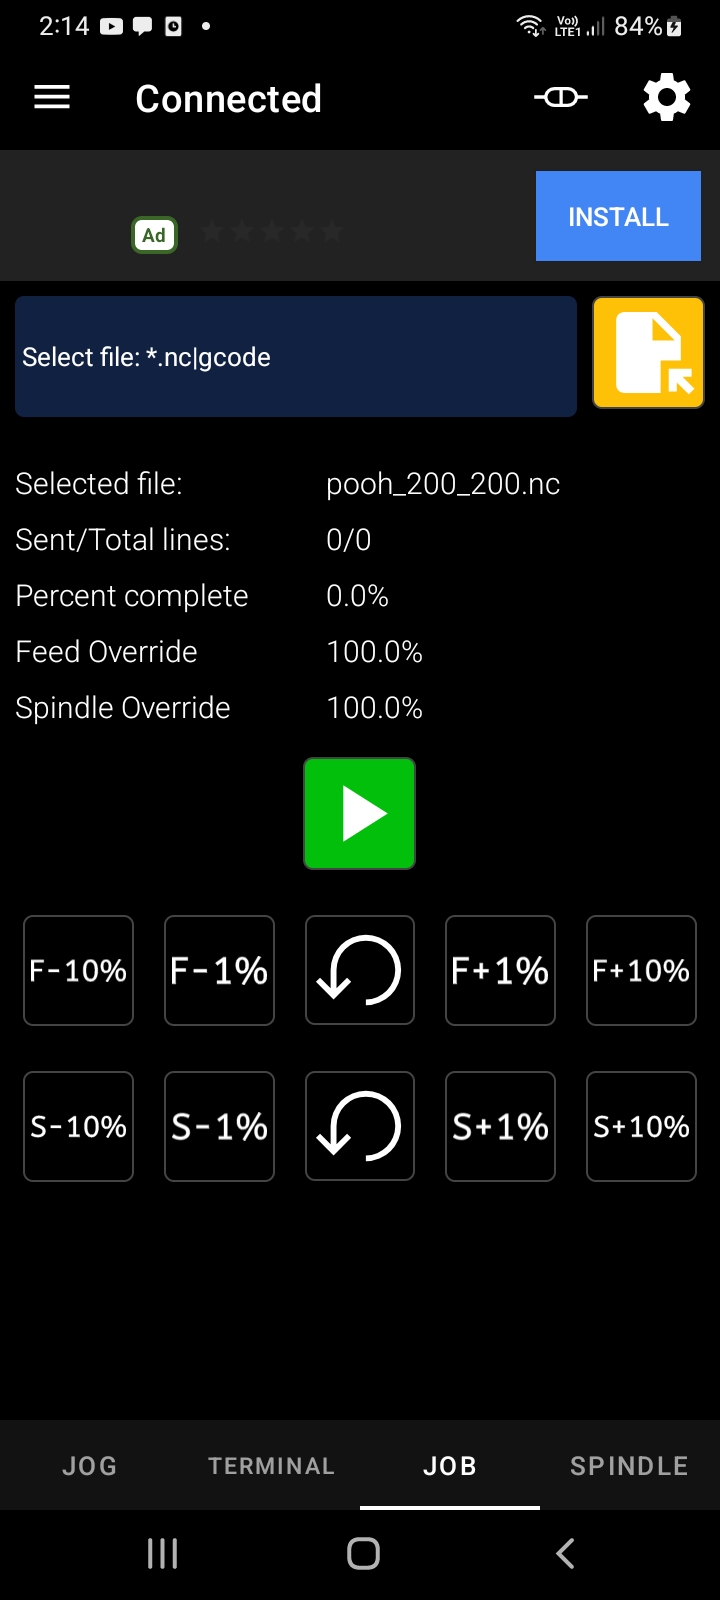 2:14 Vo)) LTE1 84%
Connected
Ad INSTALL
Select file: *.nc|gcode
Selected file: pooh_200_200.nc
Sent/Total lines: 0/0
Percent complete 0.0%
Feed Override 100.0%
Spindle Override 100.0%
F-10% F-1% F+1% F+10%
S-10% S-1% S+1% S+10%
JOG TERMINAL JOB SPINDLE